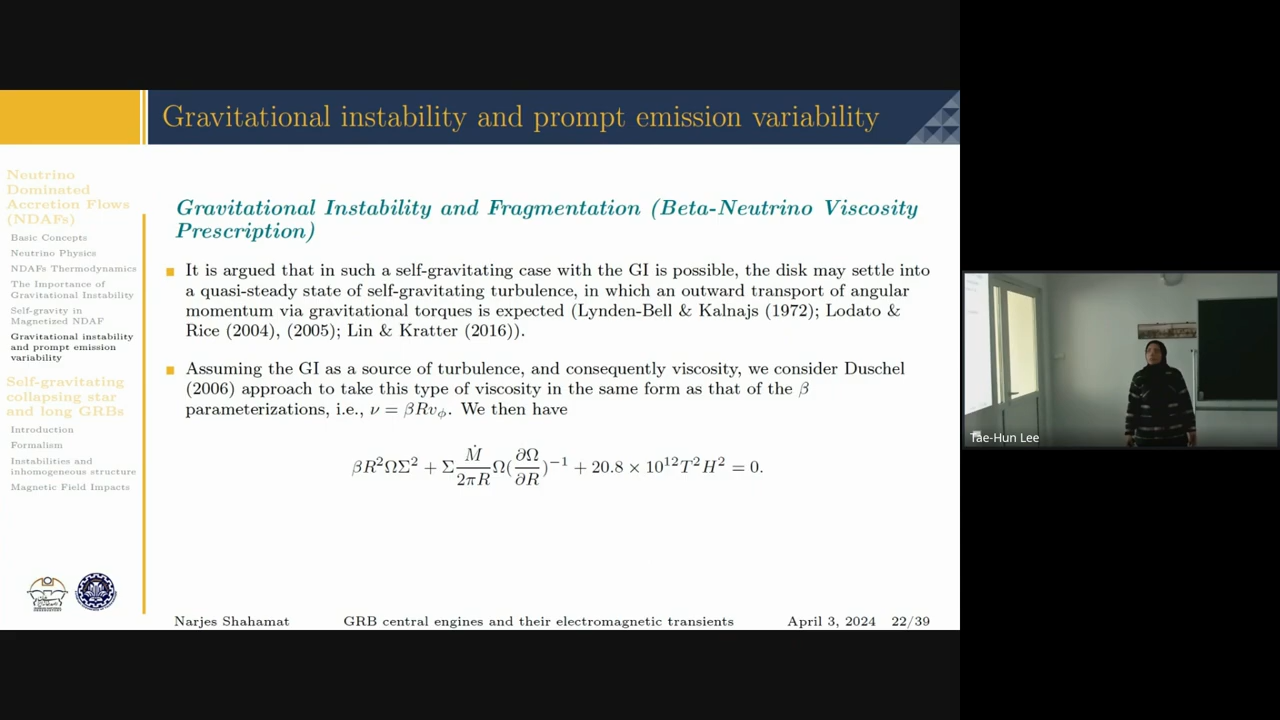 Gravitational instability and prompt emission variability
Neutrino
Dominated
Accretion Flows
(NDAFs)
Basic Concepts
Neutrino Physics
NDAFs Thermodynamics
The Importance of
Gravitational Instability
Self-gravity in
Magnetized NDAF
Gravitational instability
and prompt emission
variability
Self-gravitating
collapsing star
and long GRBs
Introduction
Formalism
Instabilities and
inhomogeneous structure
Magnetic Field Impacts
Gravitational Instability and Fragmentation (Beta-Neutrino Viscosity
Prescription)
It is argued that in such a self-gravitating case with the GI is possible, the disk may settle into
a quasi-steady state of self-gravitating turbulence, in which an outward transport of angular
momentum via gravitational torques is expected (Lynden-Bell & Kalnajs (1972); Lodato &
Rice (2004), (2005); Lin & Kratter (2016)).
Assuming the GI as a source of turbulence, and consequently viscosity, we consider Duschel
(2006) approach to take this type of viscosity in the same form as that of the β
parameterizations, i.e., ν = βRv_ϕ. We then have
βR²ΩΣ² + Σ Ṁ/2πR Ω(∂Ω/∂R)⁻¹ + 20.8 × 10¹²T²H² = 0.
Narjes Shahamat GRB central engines and their electromagnetic transients April 3, 2024 22/39
Tae-Hun Lee